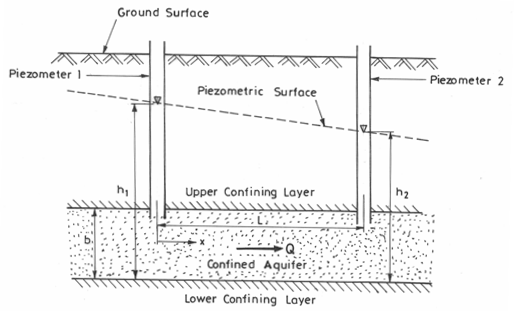 Ground Surface
Piezometer 1
Piezometer 2
Piezometric Surface
h1
h2
Upper Confining Layer
L
b
x
Q
Confined Aquifer
Lower Confining Layer